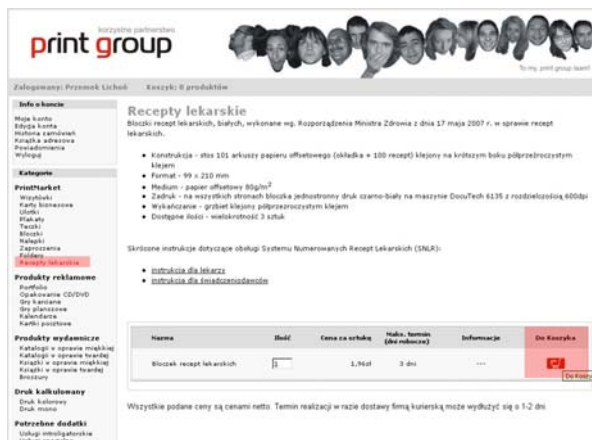 korzystne partnerstwo
print group
To my, print group team!
Zalogowany: Przemek Lichoń Koszyk: 0 produktów
Info o koncie
Moje konto
Edycja konta
Historia zamówień
Książka adresowa
Powiadomienia
Wyloguj
Kategorie
PrintMarket
Wizytówki
Karty biznesowe
Ulotki
Plakaty
Teczki
Bloczki
Nalepki
Zaproszenia
Foldery
Recepty lekarskie
Produkty reklamowe
Portfolio
Opakowanie CD/DVD
Gry karciane
Gry planszowe
Kalendarze
Kartki pocztowe
Produkty wydawnicze
Katalogi w oprawie miękkiej
Katalogi w oprawie twardej
Książki w oprawie miękkiej
Książki w oprawie twardej
Broszury
Druk kalkulowany
Druk kolorowy
Druk mono
Potrzebne dodatki
Usługi introligatorskie
Recepty lekarskie
Bloczki recept lekarskich, białych, wykonane wg. Rozporządzenia Ministra Zdrowia z dnia 17 maja 2007 r. w sprawie recept
lekarskich.
Konstrukcja - stos 101 arkuszy papieru offsetowego (okładka + 100 recept) klejony na krótszym boku półprzeźroczystym
klejem
Format - 99 x 210 mm
Medium - papier offsetowy 80g/m²
Zadruk - na wszystkich stronach bloczka jednostronny druk czarno-biały na maszynie DocuTech 6135 z rozdzielczością 600dpi
Wykańczanie - grzbiet klejony półprzeźroczystym klejem
Dostępne ilości - wielokrotność 3 sztuk
Skrócone instrukcje dotyczące obsługi Systemu Numerowanych Recept Lekarskich (SNLR):
instrukcja dla lekarzy
instrukcja dla świadczeniodawców
Nazwa Ilość Cena za sztukę Maks. termin (dni robocze) Informacje Do Koszyka
Bloczek recept lekarskich 1 1,96zł 3 dni ---
Do Koszy
Wszystkie podane ceny są cenami netto. Termin realizacji w razie dostawy firmą kurierską może wydłużyć się o 1-2 dni